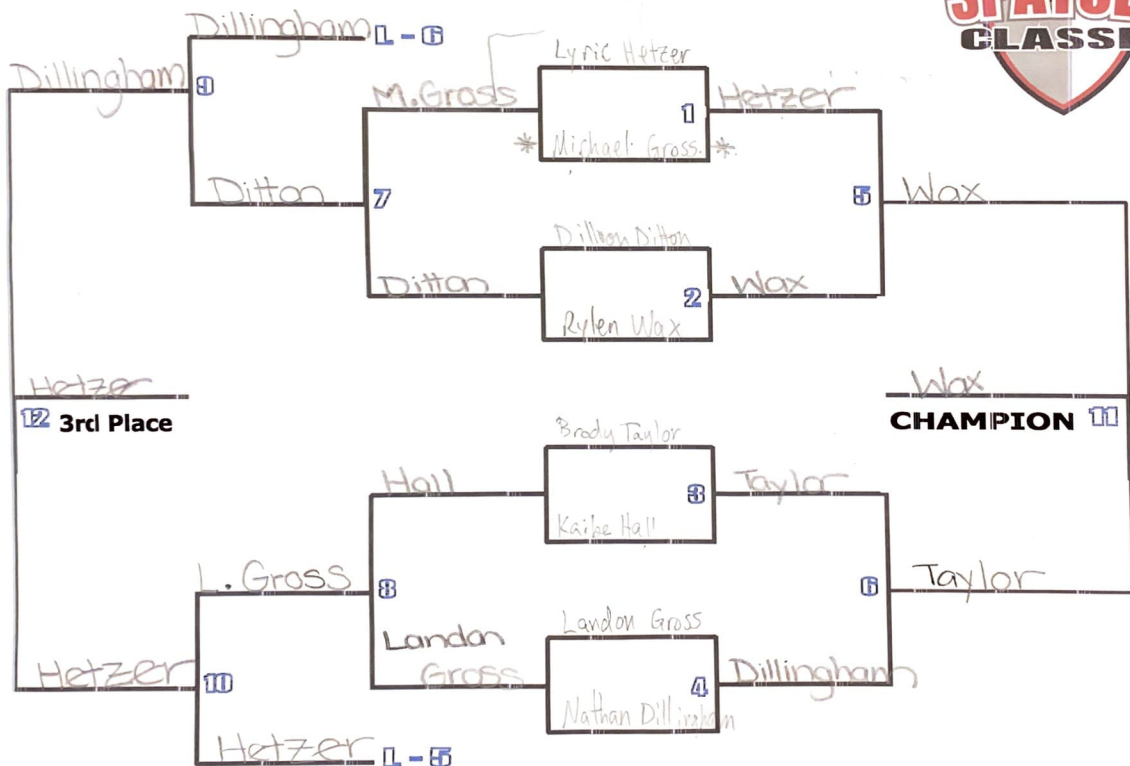 Dillingham L-6
CLASSI
Lyric Hetzer
Dillingham 9 M.Gross 1 Hetzer
* Michael Gross *
Ditton 7 5 Wax
Dillon Ditton
Ditton 2 Wax
Rylen Wax
Hetzer Wax
12 3rd Place CHAMPION 11
Brody Taylor
Hall 3 Taylor
Kaibe Hall
L. Gross 8 6 Taylor
Landon Gross
Landon
Hetzer 10 Gross 4 Dillingham
Nathan Dillingham
Hetzer L-5